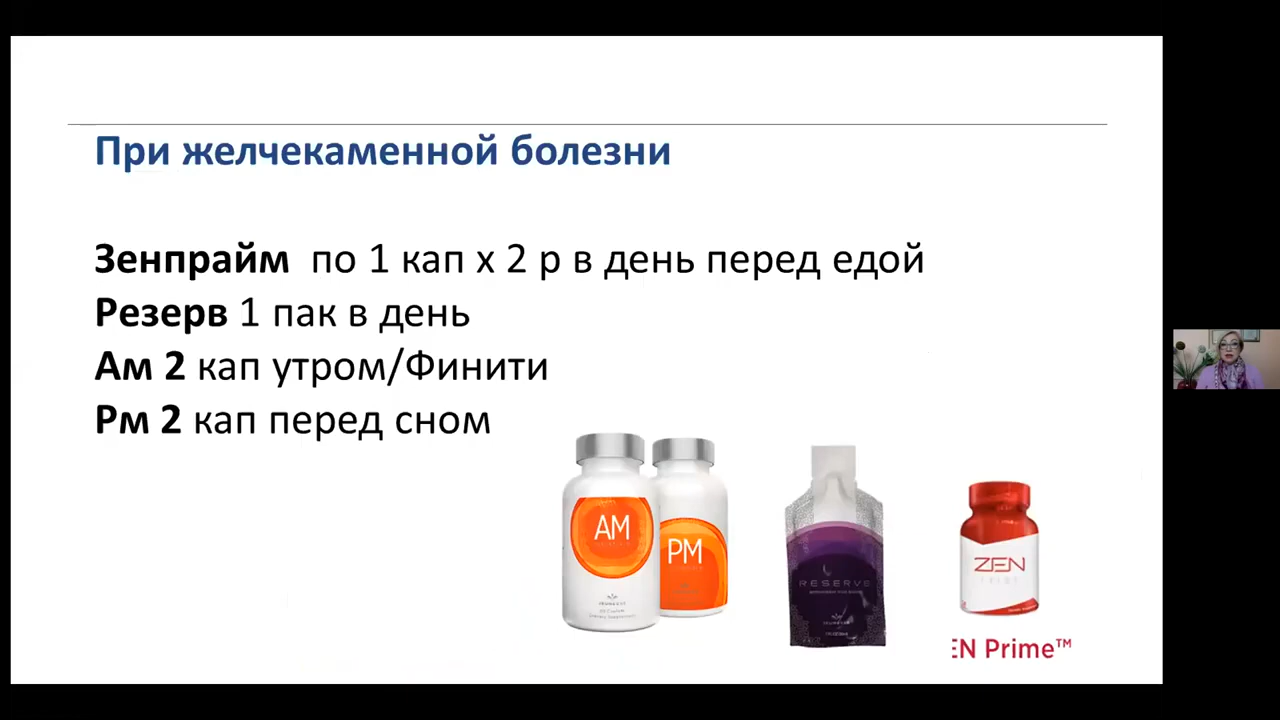 При желчекаменной болезни
Зенпрайм по 1 кап х 2 р в день перед едой
Резерв 1 пак в день
Ам 2 кап утром/Финити
Рм 2 кап перед сном
AM
PM
RESERVE
ZEN
EN Prime™